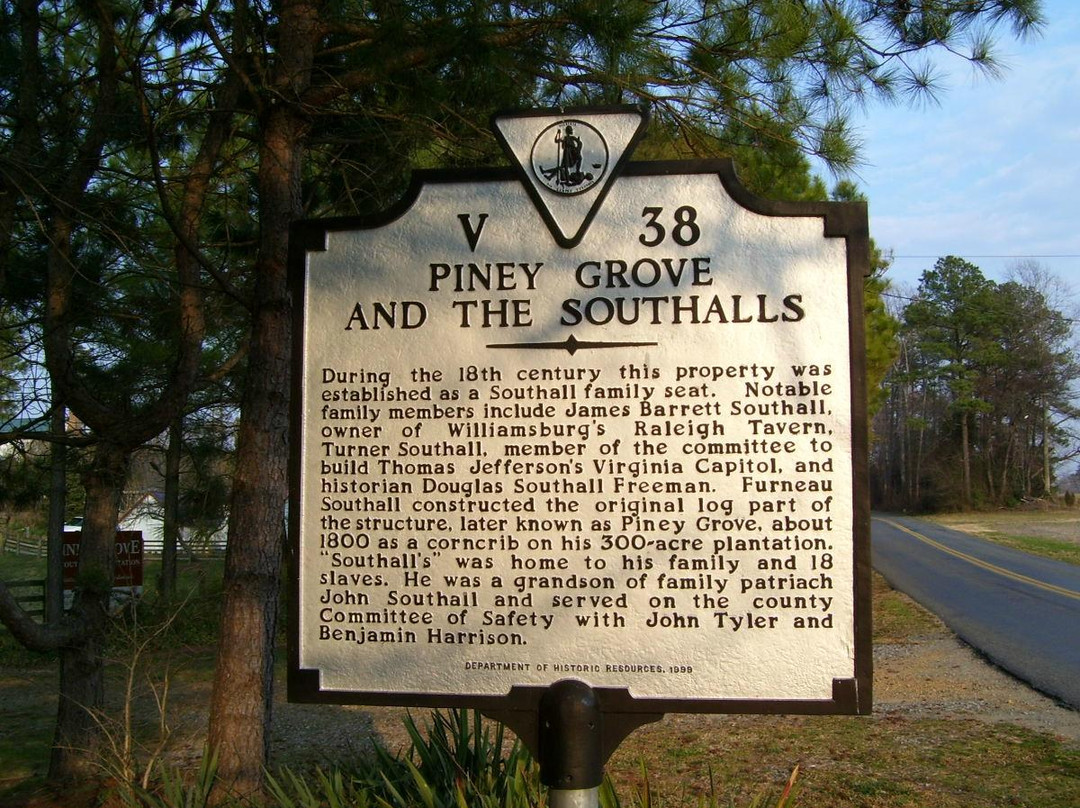 V 38
PINEY GROVE
AND THE SOUTHALLS
During the 18th century this property was
established as a Southall family seat. Notable
family members include James Barrett Southall,
owner of Williamsburg's Raleigh Tavern,
Turner Southall, member of the committee to
build Thomas Jefferson's Virginia Capitol, and
historian Douglas Southall Freeman. Furneau
Southall constructed the original log part of
the structure, later known as Piney Grove, about
1800 as a corncrib on his 300-acre plantation.
"Southall's" was home to his family and 18
slaves. He was a grandson of family patriach
John Southall and served on the county
Committee of Safety with John Tyler and
Benjamin Harrison.
DEPARTMENT OF HISTORIC RESOURCES, 1999